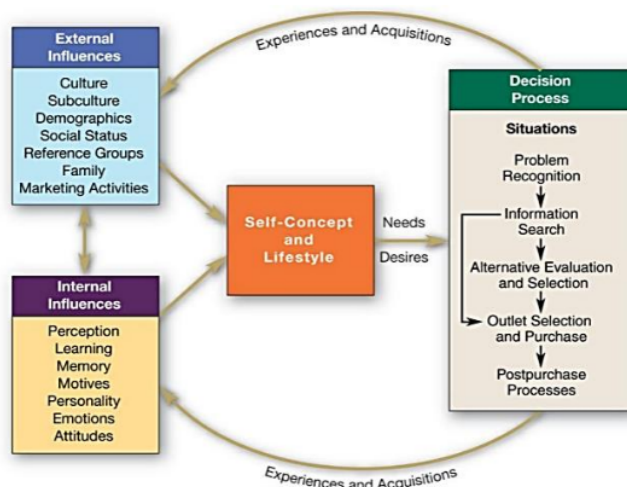 External
Influences
Culture
Subculture
Demographics
Social Status
Reference Groups
Family
Marketing Activities
Internal
Influences
Perception
Learning
Memory
Motives
Personality
Emotions
Attitudes
Experiences and Acquisitions
Self-Concept
and
Lifestyle
Needs
Desires
Experiences and Acquisitions
Decision
Process
Situations
Problem
Recognition
Information
Search
Alternative Evaluation
and Selection
Outlet Selection
and Purchase
Postpurchase
Processes